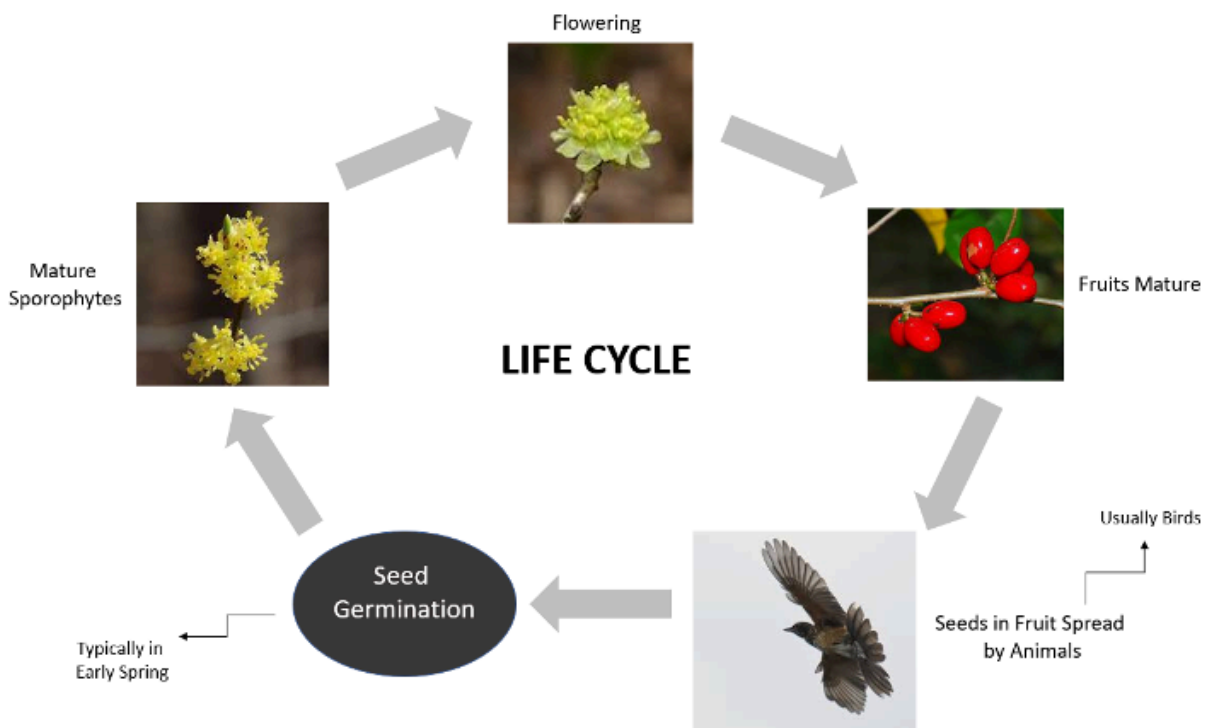 Flowering
Mature
Sporophytes
Fruits Mature
LIFE CYCLE
Usually Birds
Seed
Germination
Seeds in Fruit Spread
by Animals
Typically in
Early Spring